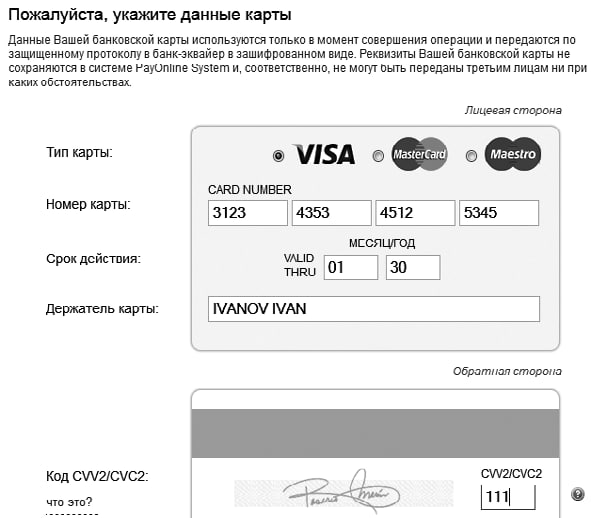 Пожалуйста, укажите данные карты
Данные Вашей банковской карты используются только в момент совершения операции и передаются по
защищенному протоколу в банк-эквайер в зашифрованном виде. Реквизиты Вашей банковской карты не
сохраняются в системе PayOnline System и, соответственно, не могут быть переданы третьим лицам ни при
каких обстоятельствах.
Лицевая сторона
Тип карты: VISA MasterCard Maestro
CARD NUMBER
Номер карты: 3123 4353 4512 5345
МЕСЯЦ/ГОД
Срок действия: VALID THRU 01 30
Держатель карты: IVANOV IVAN
Обратная сторона
CVV2/CVC2
Код CVV2/CVC2: 111 ?
что это?